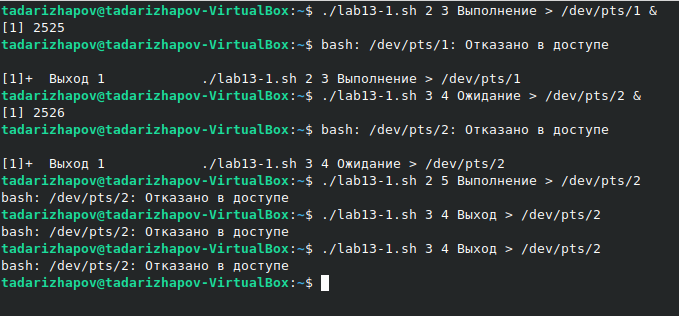 tadarizhapov@tadarizhapov-VirtualBox:~$ ./lab13-1.sh 2 3 Выполнение > /dev/pts/1 &
[1] 2525
tadarizhapov@tadarizhapov-VirtualBox:~$ bash: /dev/pts/1: Отказано в доступе
[1]+  Выход 1            ./lab13-1.sh 2 3 Выполнение > /dev/pts/1
tadarizhapov@tadarizhapov-VirtualBox:~$ ./lab13-1.sh 3 4 Ожидание > /dev/pts/2 &
[1] 2526
tadarizhapov@tadarizhapov-VirtualBox:~$ bash: /dev/pts/2: Отказано в доступе
[1]+  Выход 1            ./lab13-1.sh 3 4 Ожидание > /dev/pts/2
tadarizhapov@tadarizhapov-VirtualBox:~$ ./lab13-1.sh 2 5 Выполнение > /dev/pts/2
bash: /dev/pts/2: Отказано в доступе
tadarizhapov@tadarizhapov-VirtualBox:~$ ./lab13-1.sh 3 4 Выход > /dev/pts/2
bash: /dev/pts/2: Отказано в доступе
tadarizhapov@tadarizhapov-VirtualBox:~$ ./lab13-1.sh 3 4 Выход > /dev/pts/2
bash: /dev/pts/2: Отказано в доступе
tadarizhapov@tadarizhapov-VirtualBox:~$